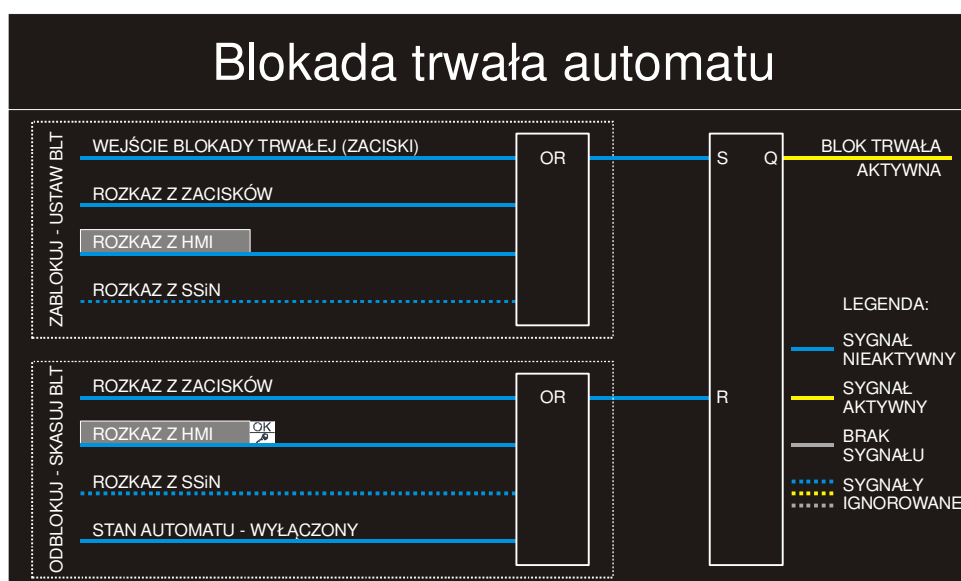 Blokada trwała automatu
ZABLOKUJ - USTAW BLT
WEJŚCIE BLOKADY TRWAŁEJ (ZACISKI)
ROZKAZ Z ZACISKÓW
ROZKAZ Z HMI
ROZKAZ Z SSiN
OR
S Q
BLOK TRWAŁA
AKTYWNA
ODBLOKUJ - SKASUJ BLT
ROZKAZ Z ZACISKÓW
ROZKAZ Z HMI OK
ROZKAZ Z SSiN
STAN AUTOMATU - WYŁĄCZONY
OR
R
LEGENDA:
SYGNAŁ
NIEAKTYWNY
SYGNAŁ
AKTYWNY
BRAK
SYGNAŁU
SYGNAŁY
IGNOROWANE